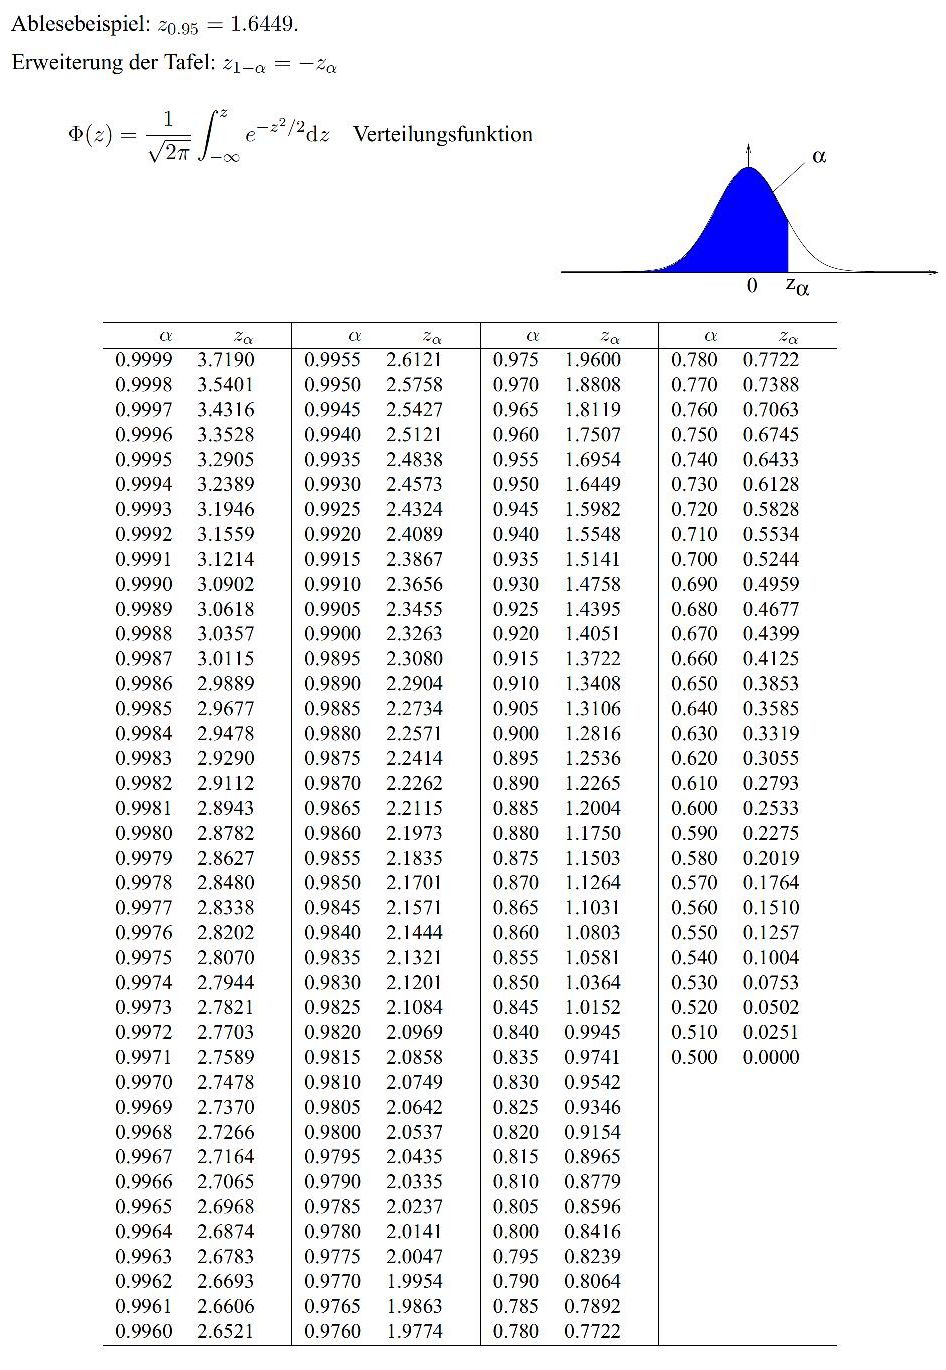 Ablesebeispiel: z_{0.95} = 1.6449.
Erweiterung der Tafel: z_{1−α} = −z_α
Φ(z) = \frac{1}{\sqrt{2π}} ∫_{−∞}^{z} e^{−z²/2}dz Verteilungsfunktion
α
0 z_α
α z_α α z_α α z_α α z_α
0.9999 3.7190 0.9955 2.6121 0.975 1.9600 0.780 0.7722
0.9998 3.5401 0.9950 2.5758 0.970 1.8808 0.770 0.7388
0.9997 3.4316 0.9945 2.5427 0.965 1.8119 0.760 0.7063
0.9996 3.3528 0.9940 2.5121 0.960 1.7507 0.750 0.6745
0.9995 3.2905 0.9935 2.4838 0.955 1.6954 0.740 0.6433
0.9994 3.2389 0.9930 2.4573 0.950 1.6449 0.730 0.6128
0.9993 3.1946 0.9925 2.4324 0.945 1.5982 0.720 0.5828
0.9992 3.1559 0.9920 2.4089 0.940 1.5548 0.710 0.5534
0.9991 3.1214 0.9915 2.3867 0.935 1.5141 0.700 0.5244
0.9990 3.0902 0.9910 2.3656 0.930 1.4758 0.690 0.4959
0.9989 3.0618 0.9905 2.3455 0.925 1.4395 0.680 0.4677
0.9988 3.0357 0.9900 2.3263 0.920 1.4051 0.670 0.4399
0.9987 3.0115 0.9895 2.3080 0.915 1.3722 0.660 0.4125
0.9986 2.9889 0.9890 2.2904 0.910 1.3408 0.650 0.3853
0.9985 2.9677 0.9885 2.2734 0.905 1.3106 0.640 0.3585
0.9984 2.9478 0.9880 2.2571 0.900 1.2816 0.630 0.3319
0.9983 2.9290 0.9875 2.2414 0.895 1.2536 0.620 0.3055
0.9982 2.9112 0.9870 2.2262 0.890 1.2265 0.610 0.2793
0.9981 2.8943 0.9865 2.2115 0.885 1.2004 0.600 0.2533
0.9980 2.8782 0.9860 2.1973 0.880 1.1750 0.590 0.2275
0.9979 2.8627 0.9855 2.1835 0.875 1.1503 0.580 0.2019
0.9978 2.8480 0.9850 2.1701 0.870 1.1264 0.570 0.1764
0.9977 2.8338 0.9845 2.1571 0.865 1.1031 0.560 0.1510
0.9976 2.8202 0.9840 2.1444 0.860 1.0803 0.550 0.1257
0.9975 2.8070 0.9835 2.1321 0.855 1.0581 0.540 0.1004
0.9974 2.7944 0.9830 2.1201 0.850 1.0364 0.530 0.0753
0.9973 2.7821 0.9825 2.1084 0.845 1.0152 0.520 0.0502
0.9972 2.7703 0.9820 2.0969 0.840 0.9945 0.510 0.0251
0.9971 2.7589 0.9815 2.0858 0.835 0.9741 0.500 0.0000
0.9970 2.7478 0.9810 2.0749 0.830 0.9542
0.9969 2.7370 0.9805 2.0642 0.825 0.9346
0.9968 2.7266 0.9800 2.0537 0.820 0.9154
0.9967 2.7164 0.9795 2.0435 0.815 0.8965
0.9966 2.7065 0.9790 2.0335 0.810 0.8779
0.9965 2.6968 0.9785 2.0237 0.805 0.8596
0.9964 2.6874 0.9780 2.0141 0.800 0.8416
0.9963 2.6783 0.9775 2.0047 0.795 0.8239
0.9962 2.6693 0.9770 1.9954 0.790 0.8064
0.9961 2.6606 0.9765 1.9863 0.785 0.7892
0.9960 2.6521 0.9760 1.9774 0.780 0.7722